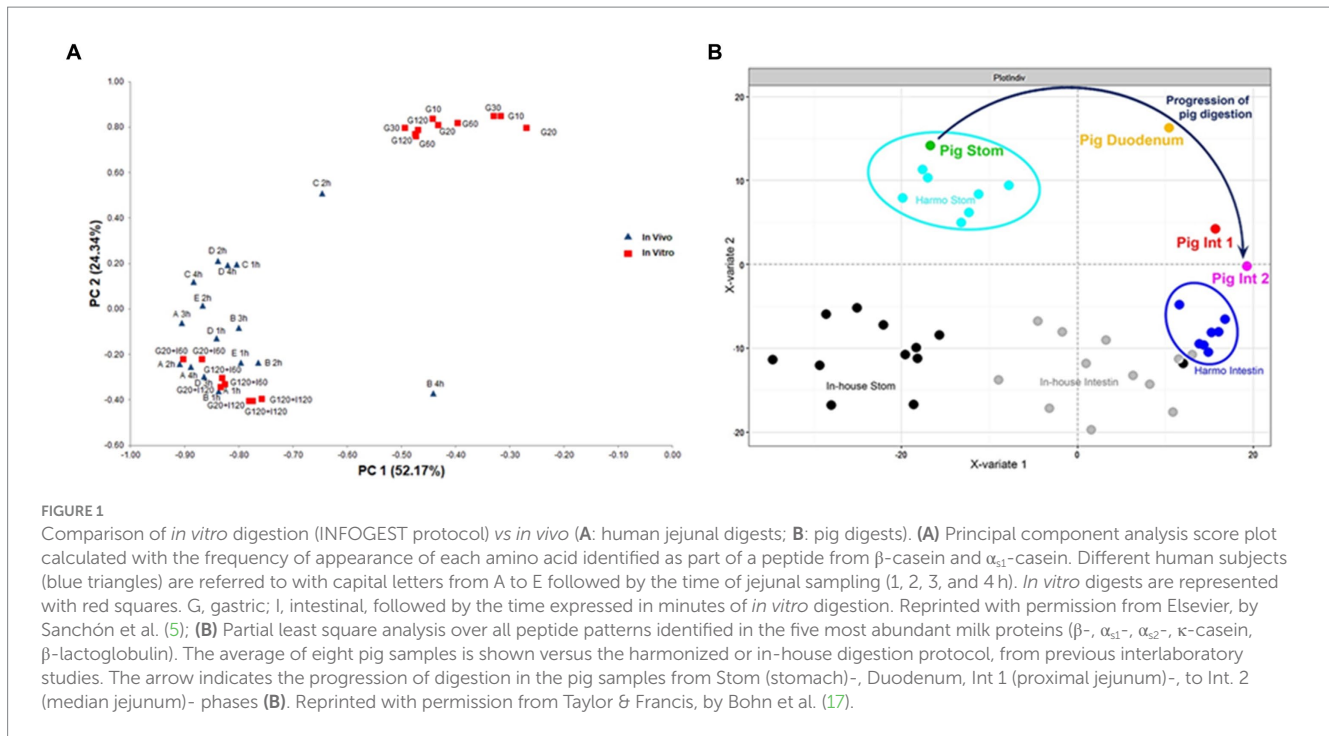 A
1.00
0.80
0.60
0.40
0.20
0.00
-0.20
-0.40
-0.60
PC 2 (24.34%)
-1.00
-0.90
-0.80
-0.70
-0.60
-0.50
-0.40
-0.30
-0.20
-0.10
0.00
PC 1 (52.17%)
G30
G10
G120
G120
G60
G20
G60
G30
G10
G20
C 2h
D 2h
D 4h
C 1h
C 4h
E 2h
A 3h
B 3h
D 1h
G20+I60
G20+I60
E 1h
B 2h
A 2h
A 4h
G120+I60
D 3h
G120+I60
G20+I120
A 1h
B 1h
G120+I120
G20+I120
G120+I120
B 4h
In Vivo
In Vitro
B
PlotIndiv
Progression of
pig digestion
Pig Stom
Pig Duodenum
Harmo Stom
Pig Int 1
Pig Int 2
In-house Stom
In-house Intestin
Harmo Intestin
20
10
0
-10
-20
X-variate 2
-20
0
20
X-variate 1
FIGURE 1
Comparison of in vitro digestion (INFOGEST protocol) vs in vivo (A: human jejunal digests; B: pig digests). (A) Principal component analysis score plot
calculated with the frequency of appearance of each amino acid identified as part of a peptide from β-casein and αs1-casein. Different human subjects
(blue triangles) are referred to with capital letters from A to E followed by the time of jejunal sampling (1, 2, 3, and 4 h). In vitro digests are represented
with red squares. G, gastric; I, intestinal, followed by the time expressed in minutes of in vitro digestion. Reprinted with permission from Elsevier, by
Sanchón et al. (5); (B) Partial least square analysis over all peptide patterns identified in the five most abundant milk proteins (β-, αs1-, αs2-, κ-casein,
β-lactoglobulin). The average of eight pig samples is shown versus the harmonized or in-house digestion protocol, from previous interlaboratory
studies. The arrow indicates the progression of digestion in the pig samples from Stom (stomach)-, Duodenum, Int 1 (proximal jejunum)-, to Int. 2
(median jejunum)- phases (B). Reprinted with permission from Taylor & Francis, by Bohn et al. (17).